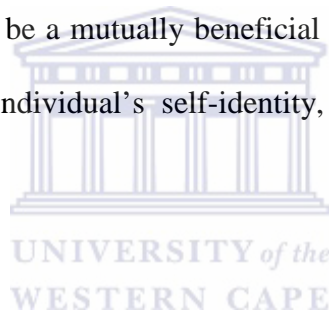 be a mutually beneficial
ndividual's self-identity,
UNIVERSITY of the
WESTERN CAPE